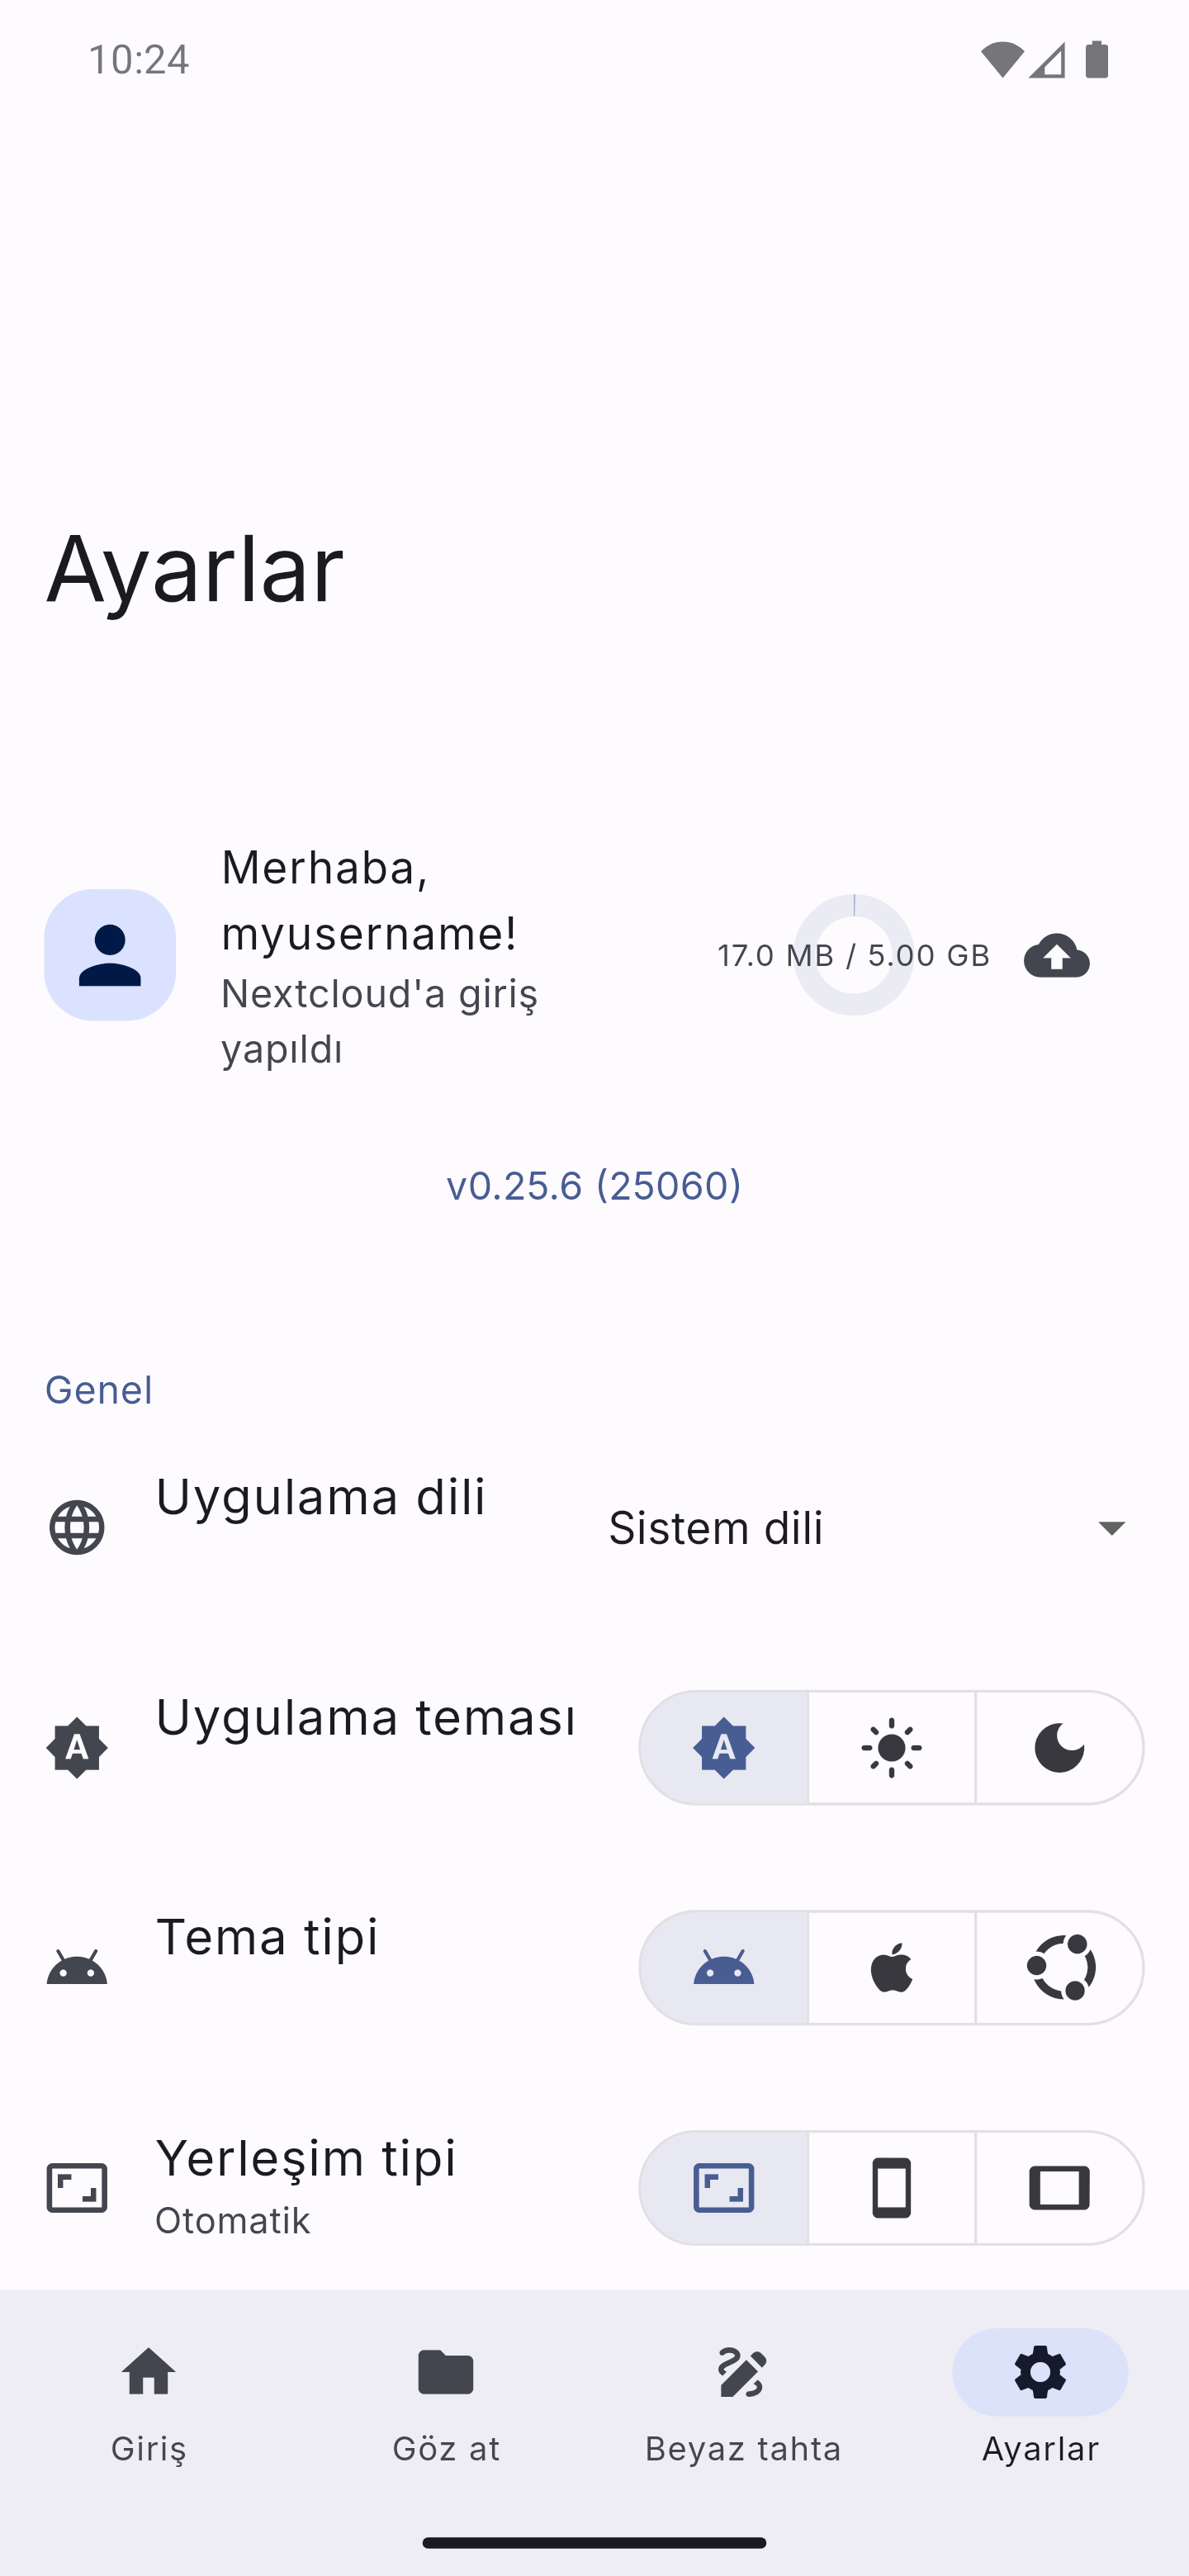 10:24
Ayarlar
Merhaba,
myusername!
Nextcloud'a giriş
yapıldı
17.0 MB / 5.00 GB
v0.25.6 (25060)
Genel
Uygulama dili
Sistem dili
Uygulama teması
Tema tipi
Yerleşim tipi
Otomatik
Giriş
Göz at
Beyaz tahta
Ayarlar